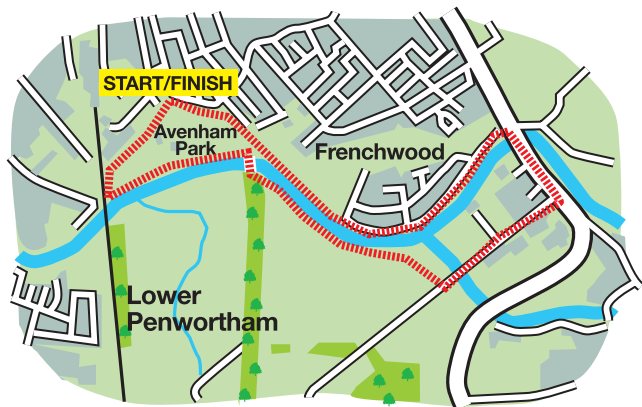 START/FINISH
Avenham
Park
Frenchwood
Lower
Penwortham